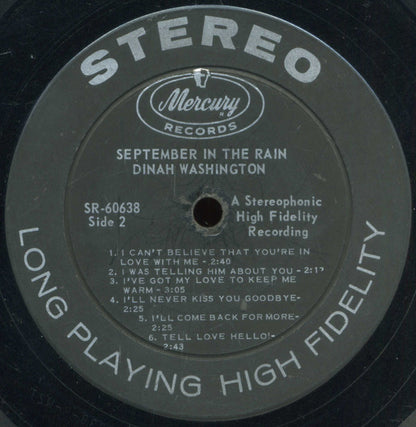 STEREO
Mercury
RECORDS
SEPTEMBER IN THE RAIN
DINAH WASHINGTON
SR-60638
Side 2
A Stereophonic
High Fidelity
Recording
1. I CAN'T BELIEVE THAT YOU'RE IN
LOVE WITH ME - 2:40
2. I WAS TELLING HIM ABOUT YOU -
3. I'VE GOT MY LOVE TO KEEP ME
WARM - 3:05
4. I'LL NEVER KISS YOU GOODBYE-
2:25
5. I'LL COME BACK FOR MORE-
2:25
6. TELL LOVE HELLO!-
2:43
LONG PLAYING HIGH FIDELITY